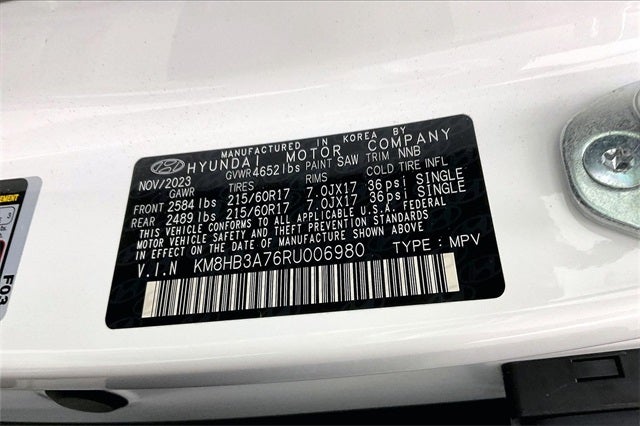 MANUFACTURED IN KOREA BY
HYUNDAI MOTOR COMPANY
NOV/2023 GVWR 4652 lbs PAINT SAW TRIM NNB
GAWR TIRES RIMS COLD TIRE INFL
FRONT 2584 lbs 215/60R17 7.0JX17 36psi SINGLE
REAR 2489 lbs 215/60R17 7.0JX17 36psi SINGLE
THIS VEHICLE CONFORMS TO ALL APPLICABLE U.S.A. FEDERAL
MOTOR VEHICLE SAFETY STANDARDS IN EFFECT ON THE
DATE OF MANUFACTURE SHOWN ABOVE.
V.I.N KM8HB3A76RU006980 TYPE : MPV
F03